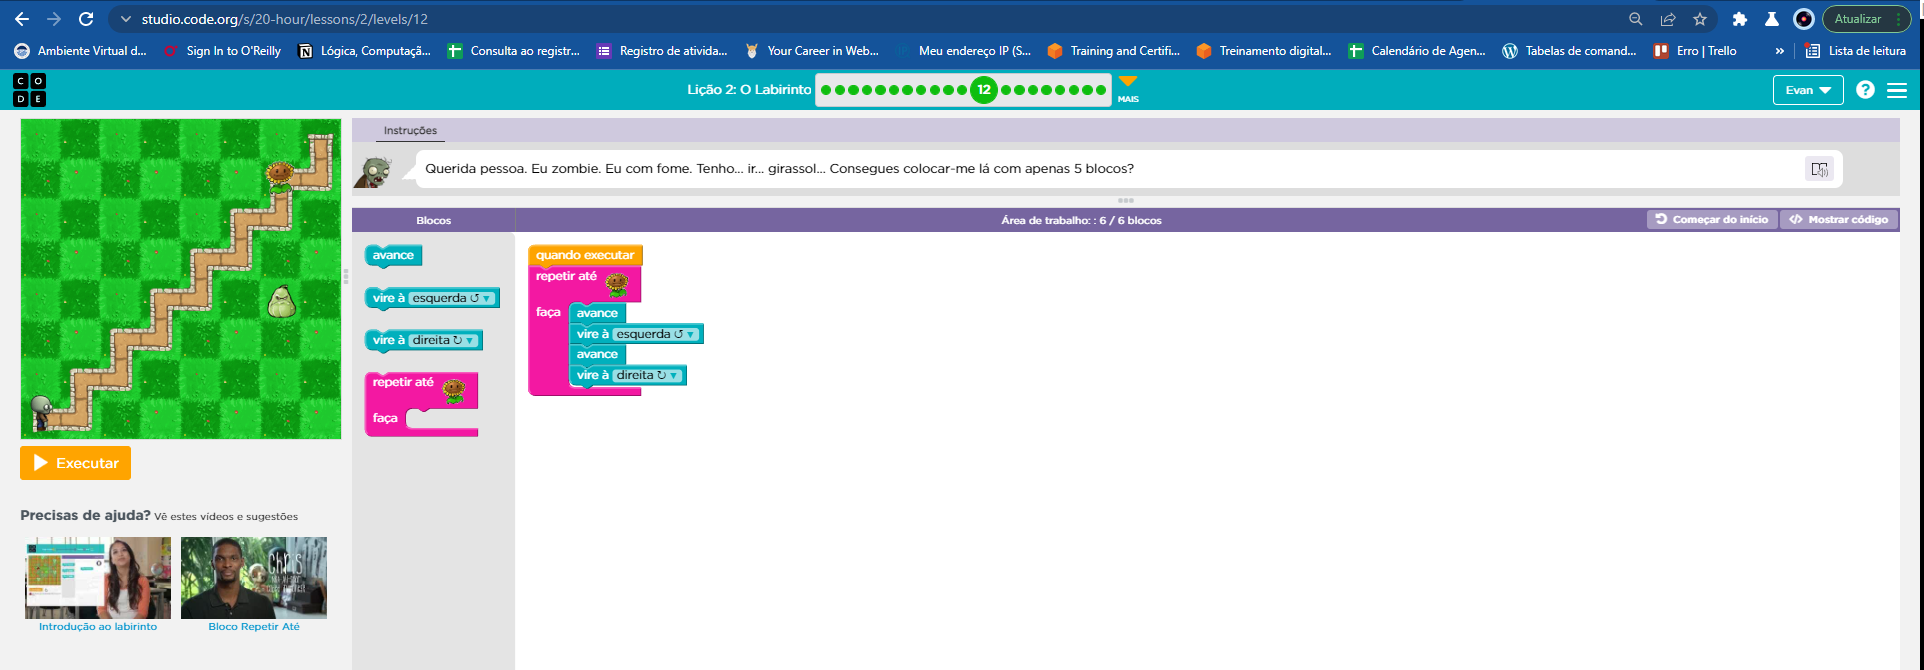 studio.code.org/s/20-hour/lessons/2/levels/12
Atualizar
Ambiente Virtual d...
Sign In to O'Reilly
Lógica, Computaçã...
Consulta ao registr...
Registro de ativida...
Your Career in Web...
Meu endereço IP (S...
Training and Certifi...
Treinamento digital...
Calendário de Agen...
Tabelas de comand...
Erro | Trello
»
Lista de leitura
C O
D E
Lição 2: O Labirinto
12
MAIS
Evan
?
Instruções
Querida pessoa. Eu zombie. Eu com fome. Tenho... ir... girassol... Consegues colocar-me lá com apenas 5 blocos?
Blocos
Área de trabalho: : 6 / 6 blocos
Começar do início
Mostrar código
avance
vire à esquerda ↺
vire à direita ↻
repetir até
faça
quando executar
repetir até
faça
avance
vire à esquerda ↺
avance
vire à direita ↻
Executar
Precisas de ajuda? Vê estes vídeos e sugestões
Chris
Introdução ao labirinto
Bloco Repetir Até